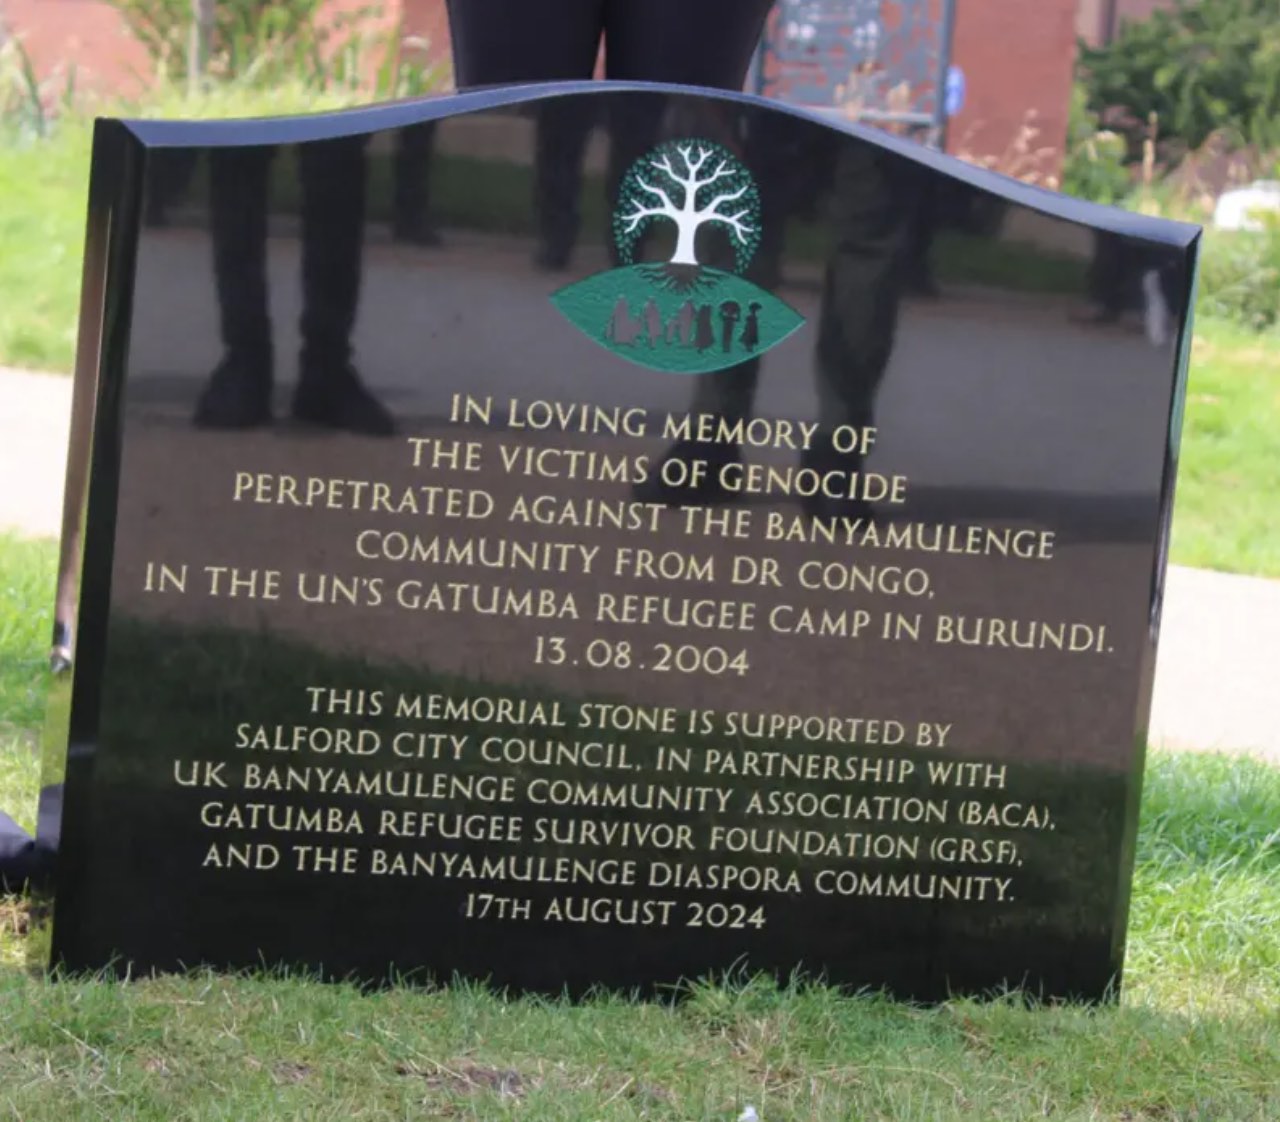 IN LOVING MEMORY OF
THE VICTIMS OF GENOCIDE
PERPETRATED AGAINST THE BANYAMULENGE
COMMUNITY FROM DR CONGO,
IN THE UN'S GATUMBA REFUGEE CAMP IN BURUNDI.
13.08.2004
THIS MEMORIAL STONE IS SUPPORTED BY
SALFORD CITY COUNCIL, IN PARTNERSHIP WITH
UK BANYAMULENGE COMMUNITY ASSOCIATION (BACA),
GATUMBA REFUGEE SURVIVOR FOUNDATION (GRSF),
AND THE BANYAMULENGE DIASPORA COMMUNITY.
17TH AUGUST 2024